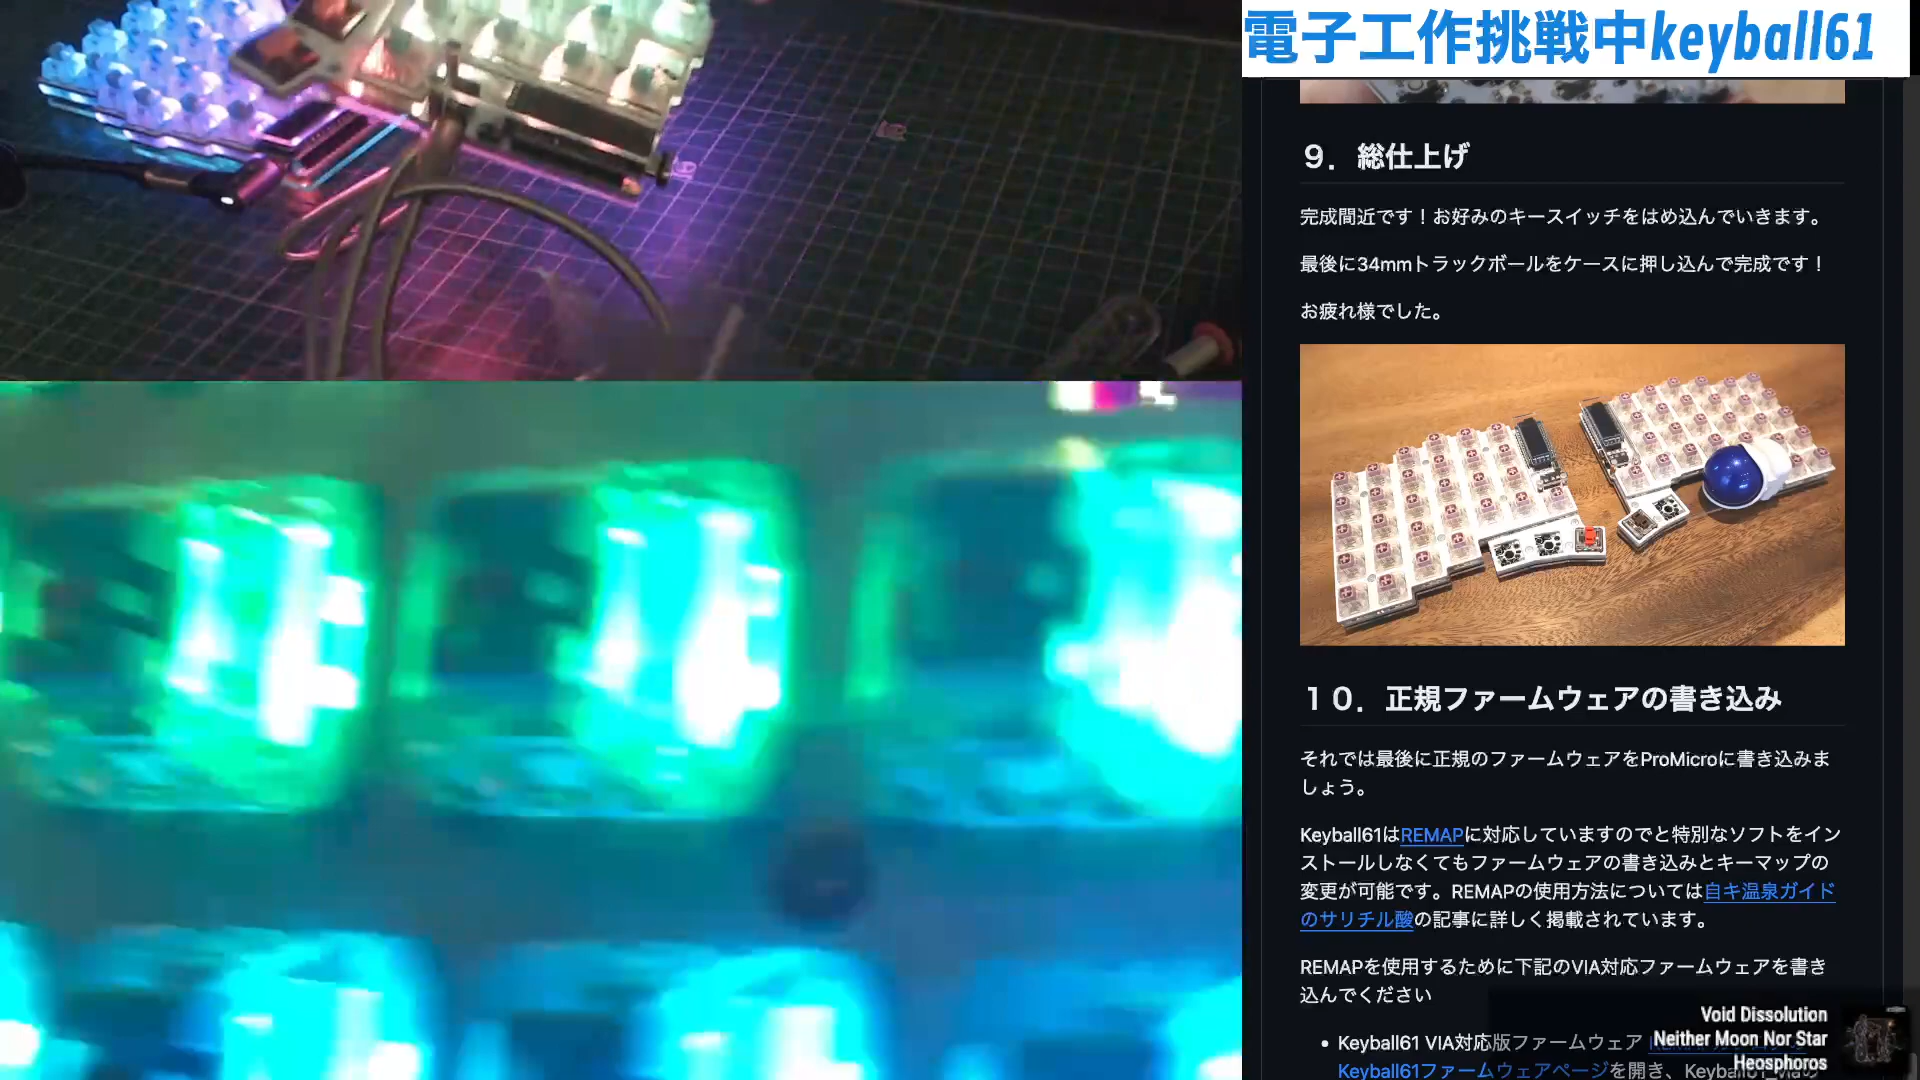 電子工作挑戦中keyball61
９．総仕上げ
完成間近です！お好みのキースイッチをはめ込んでいきます。
最後に34mmトラックボールをケースに押し込んで完成です！
お疲れ様でした。
１０．正規ファームウェアの書き込み
それでは最後に正規のファームウェアをProMicroに書き込みま
しょう。
Keyball61はREMAPに対応していますのでと特別なソフトをイン
ストールしなくてもファームウェアの書き込みとキーマップの
変更が可能です。REMAPの使用方法については自キ温泉ガイド
のサリチル酸の記事に詳しく掲載されています。
REMAPを使用するために下記のVIA対応ファームウェアを書き
込んでください
Keyball61 VIA対応版ファームウェア
Keyball61ファームウェアページを開き、
Void Dissolution
Neither Moon Nor Star
Heosphoros